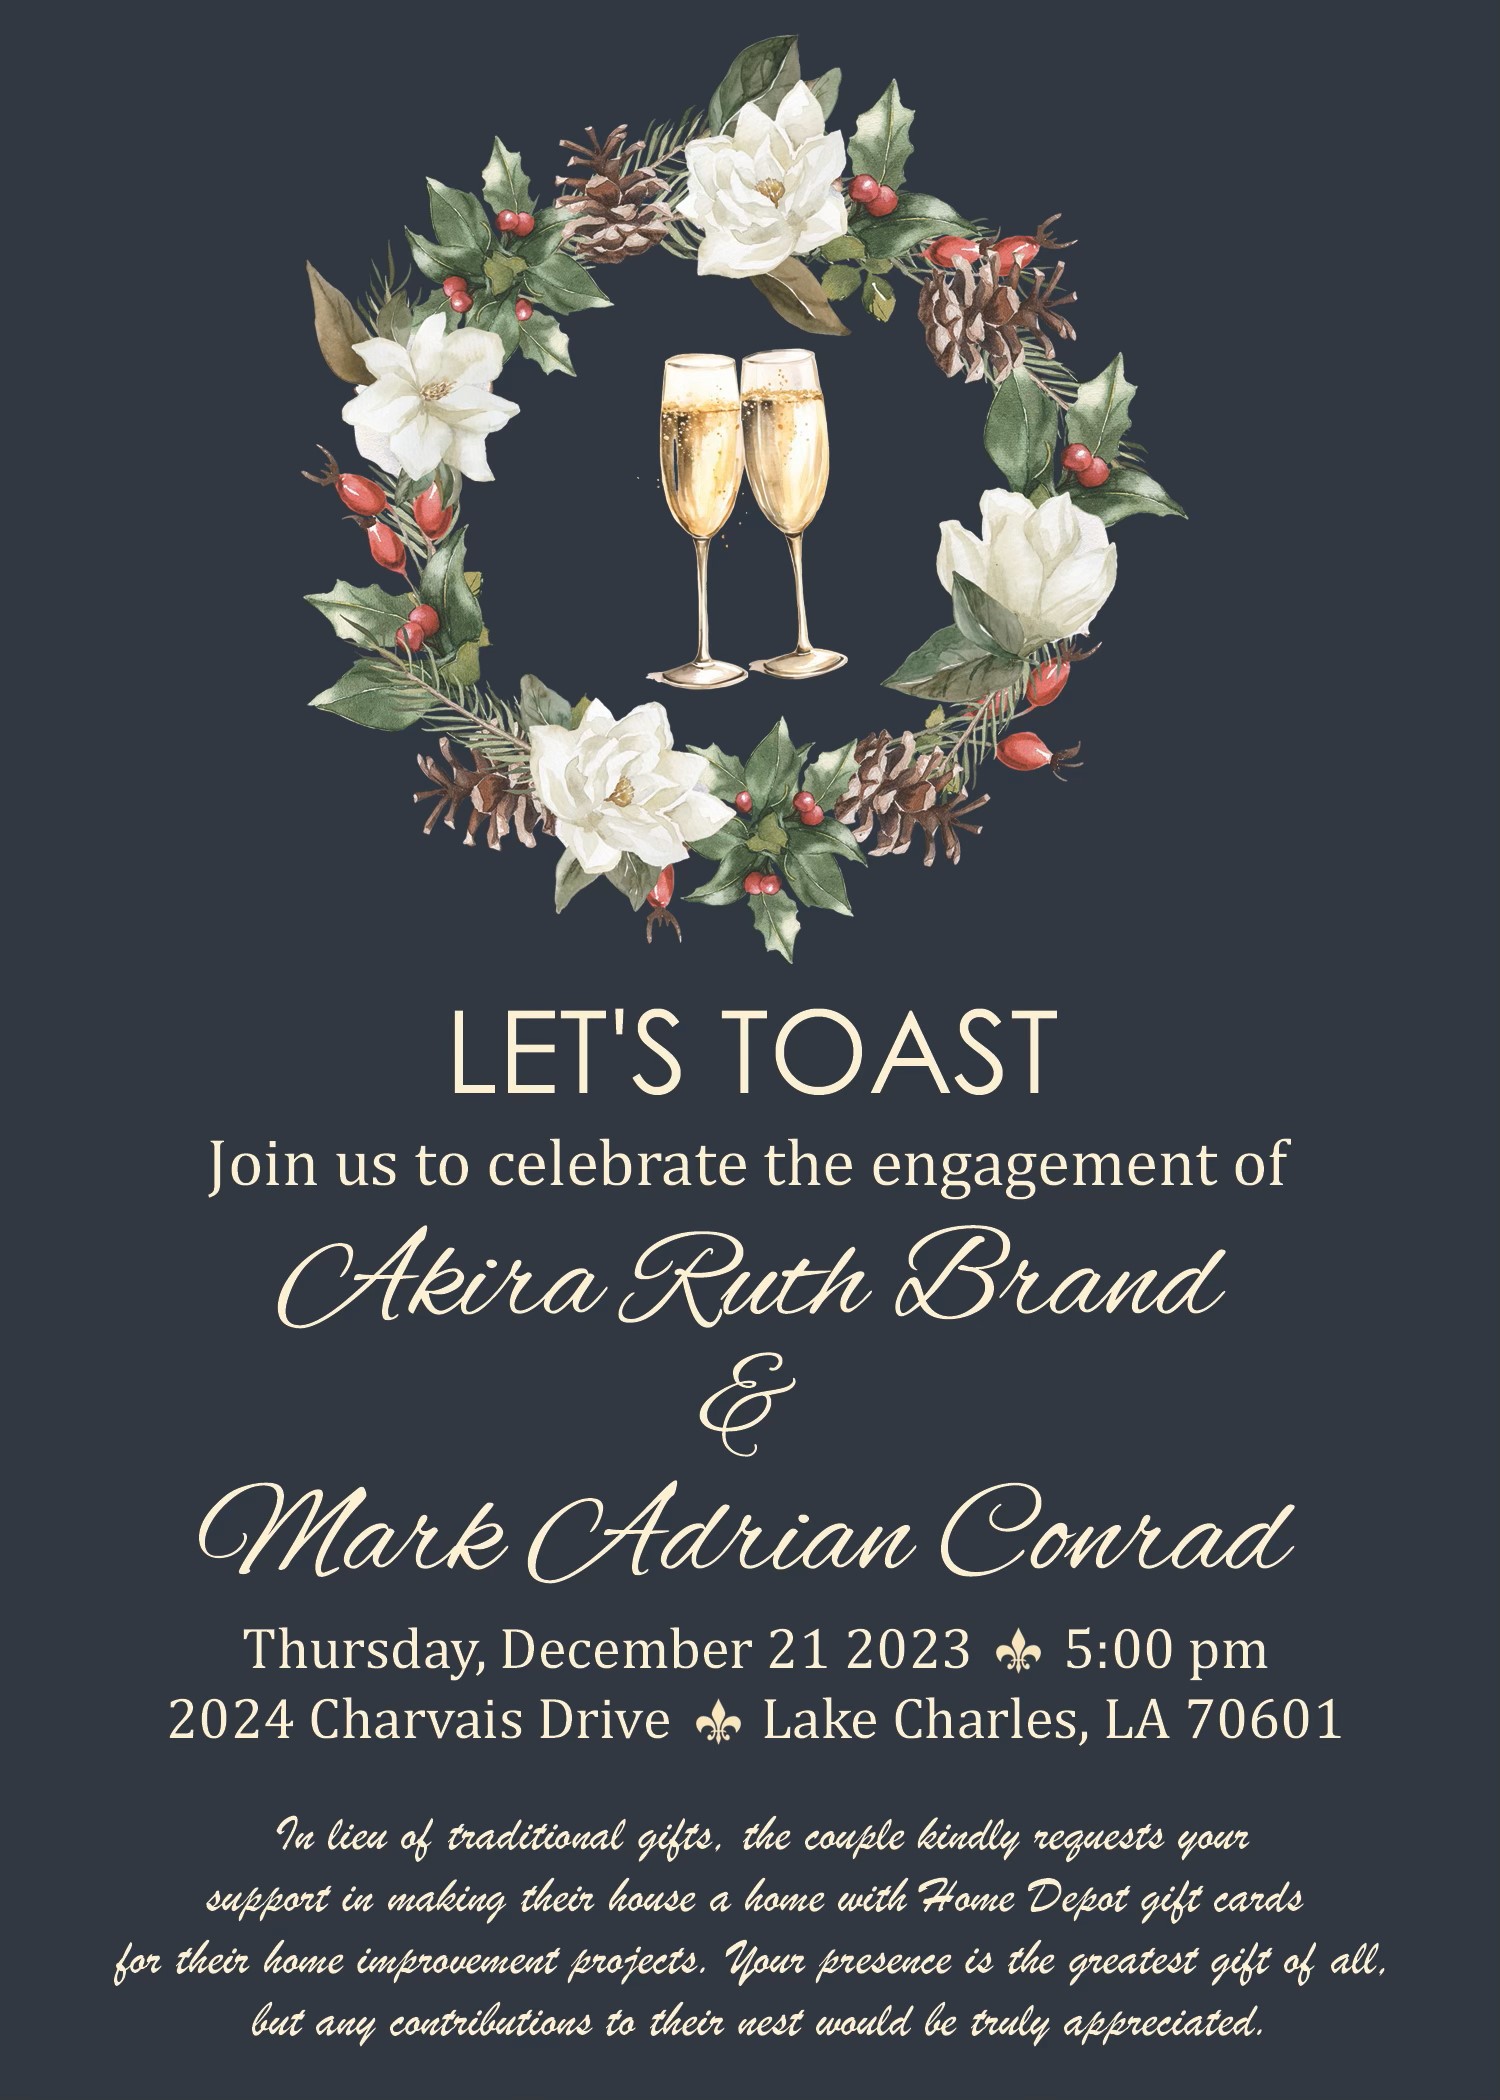 LET'S TOAST
Join us to celebrate the engagement of
Akira Ruth Brand
&
Mark Adrian Conrad
Thursday, December 21 2023 ⚜ 5:00 pm
2024 Charvais Drive ⚜ Lake Charles, LA 70601
In lieu of traditional gifts, the couple kindly requests your
support in making their house a home with Home Depot gift cards
for their home improvement projects. Your presence is the greatest gift of all,
but any contributions to their nest would be truly appreciated.